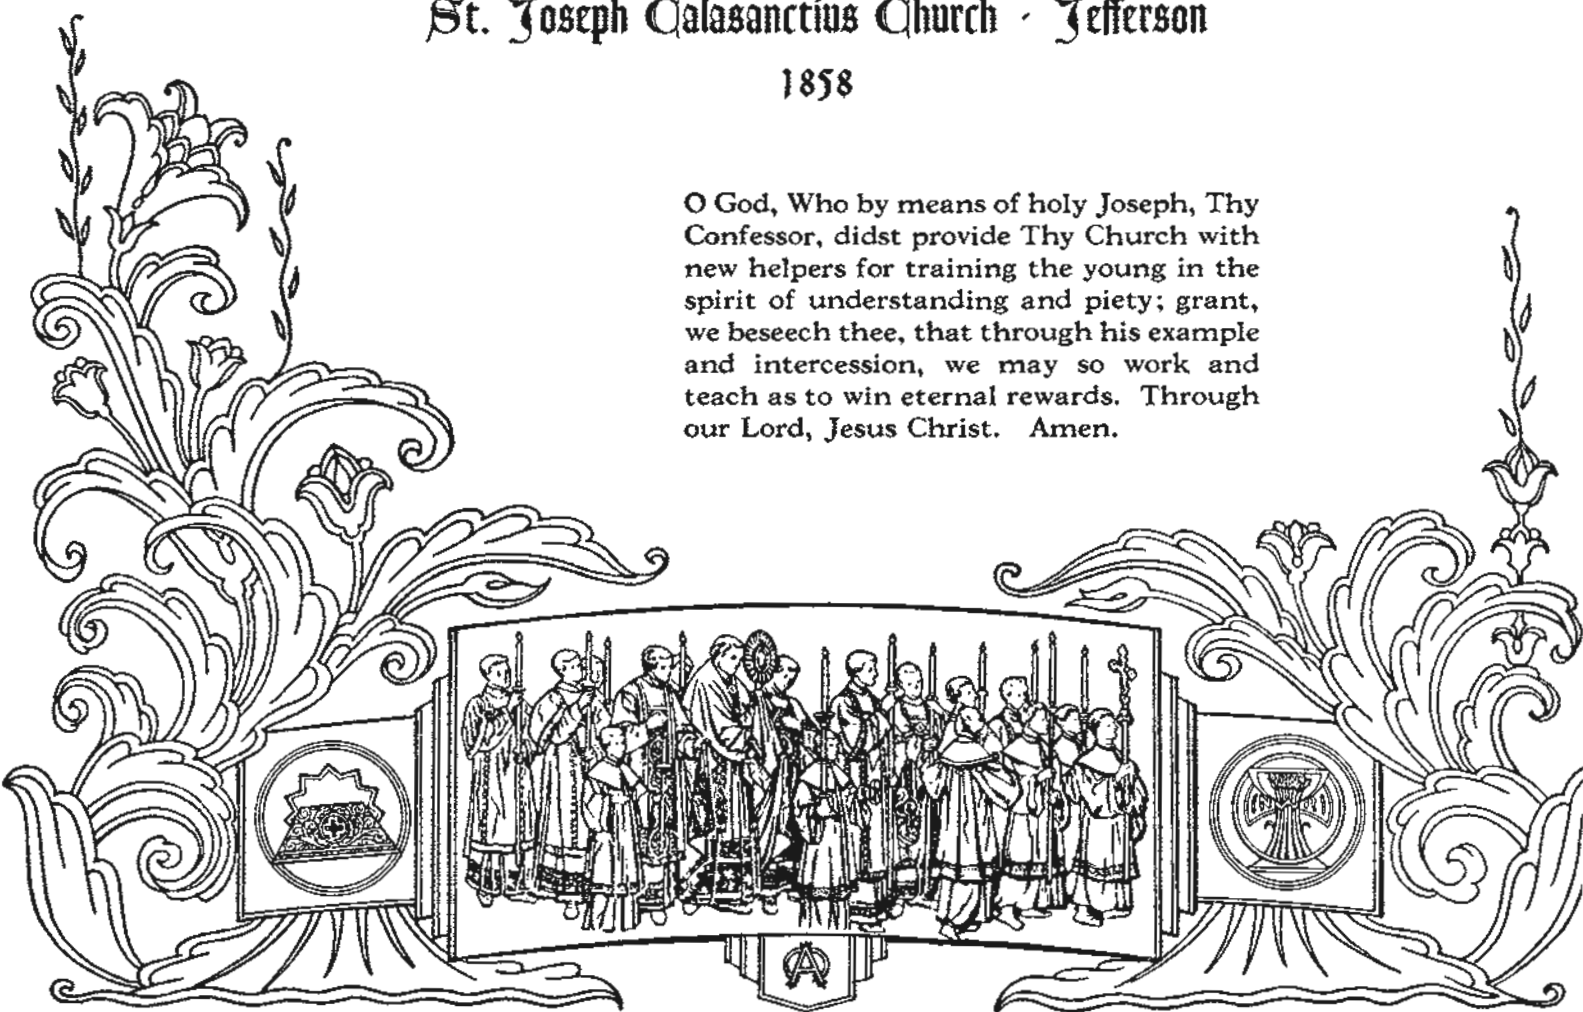 St. Joseph Calasanctius Church · Jefferson
1858
O God, Who by means of holy Joseph, Thy
Confessor, didst provide Thy Church with
new helpers for training the young in the
spirit of understanding and piety; grant,
we beseech thee, that through his example
and intercession, we may so work and
teach as to win eternal rewards. Through
our Lord, Jesus Christ. Amen.